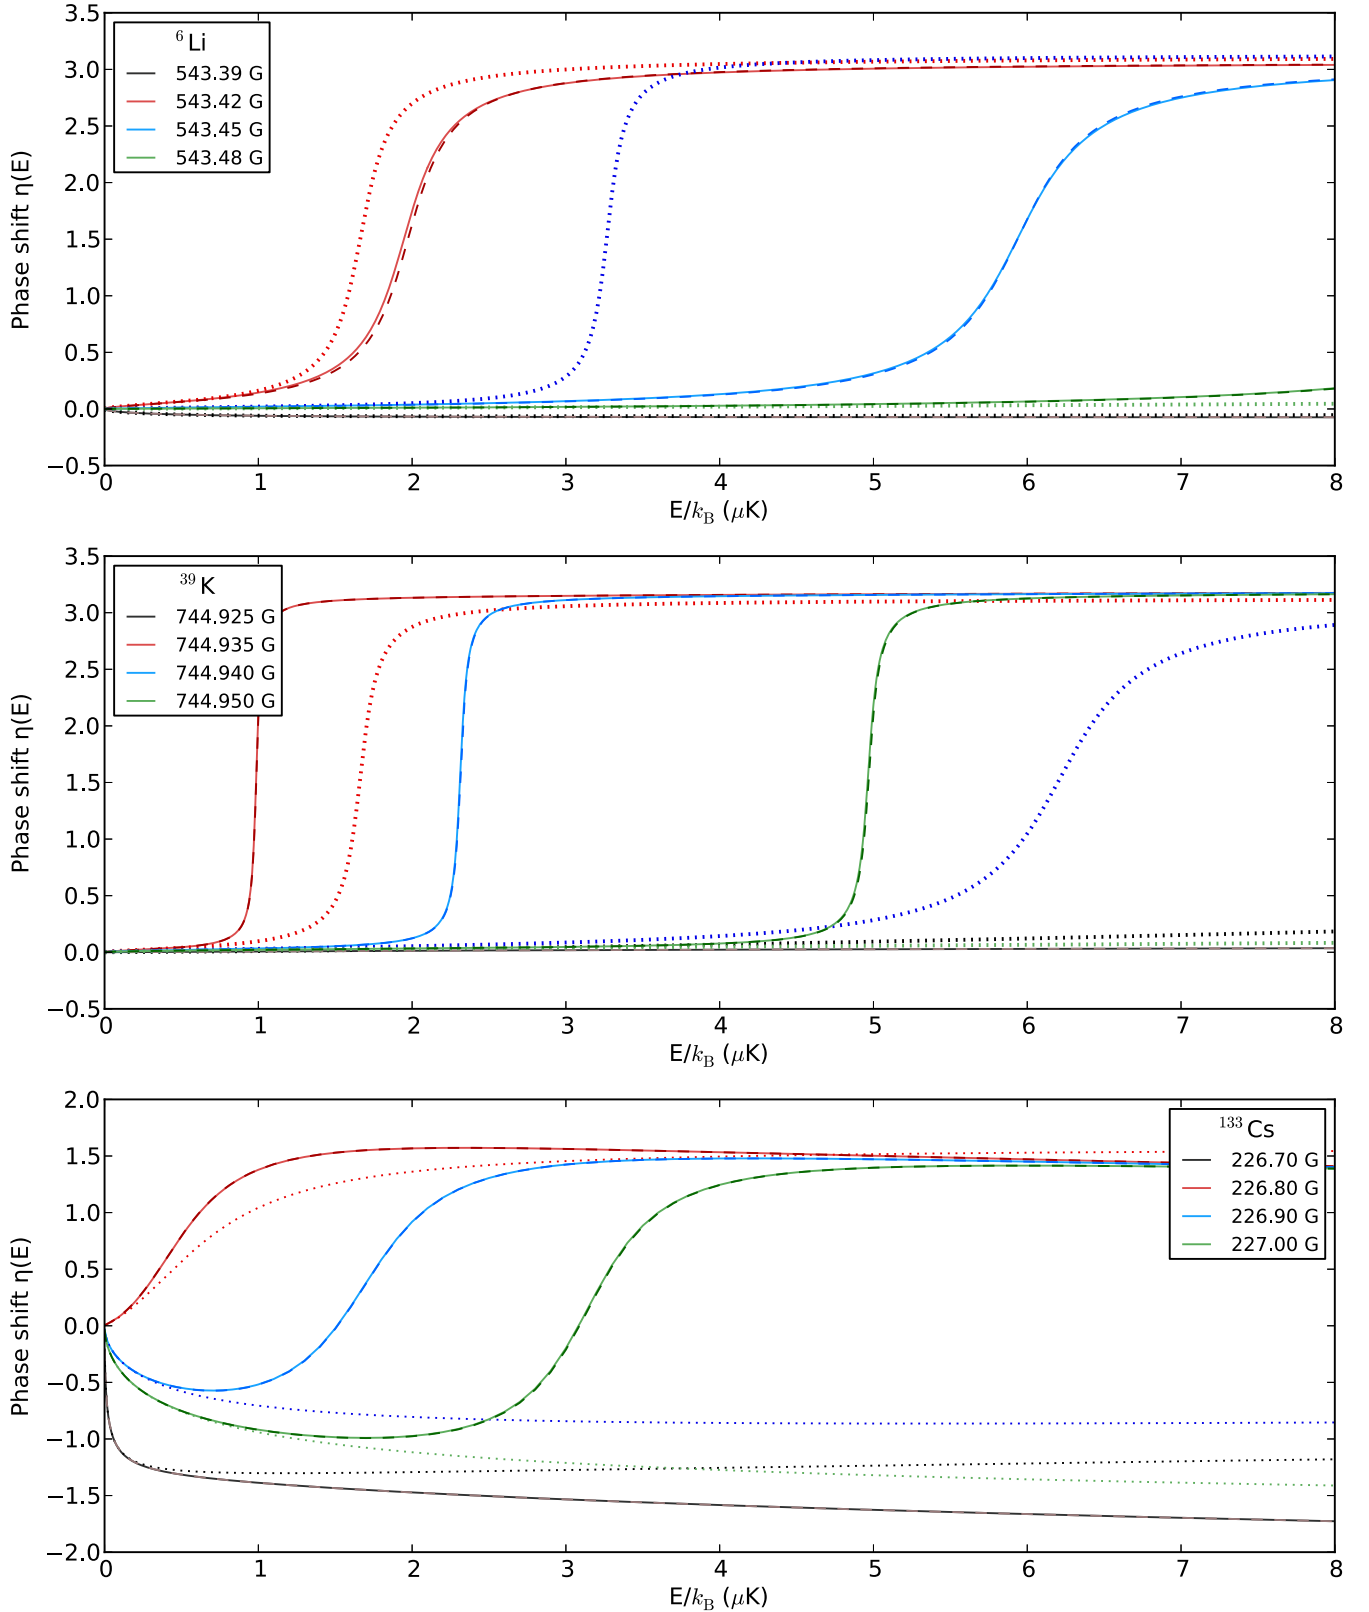 3.5
3.0
2.5
2.0
1.5
1.0
0.5
0.0
−0.5
Phase shift η(E)
⁶Li
543.39 G
543.42 G
543.45 G
543.48 G
0 1 2 3 4 5 6 7 8
E/k_B (μK)
3.5
3.0
2.5
2.0
1.5
1.0
0.5
0.0
−0.5
Phase shift η(E)
³⁹K
744.925 G
744.935 G
744.940 G
744.950 G
0 1 2 3 4 5 6 7 8
E/k_B (μK)
2.0
1.5
1.0
0.5
0.0
−0.5
−1.0
−1.5
−2.0
Phase shift η(E)
¹³³Cs
226.70 G
226.80 G
226.90 G
227.00 G
0 1 2 3 4 5 6 7 8
E/k_B (μK)